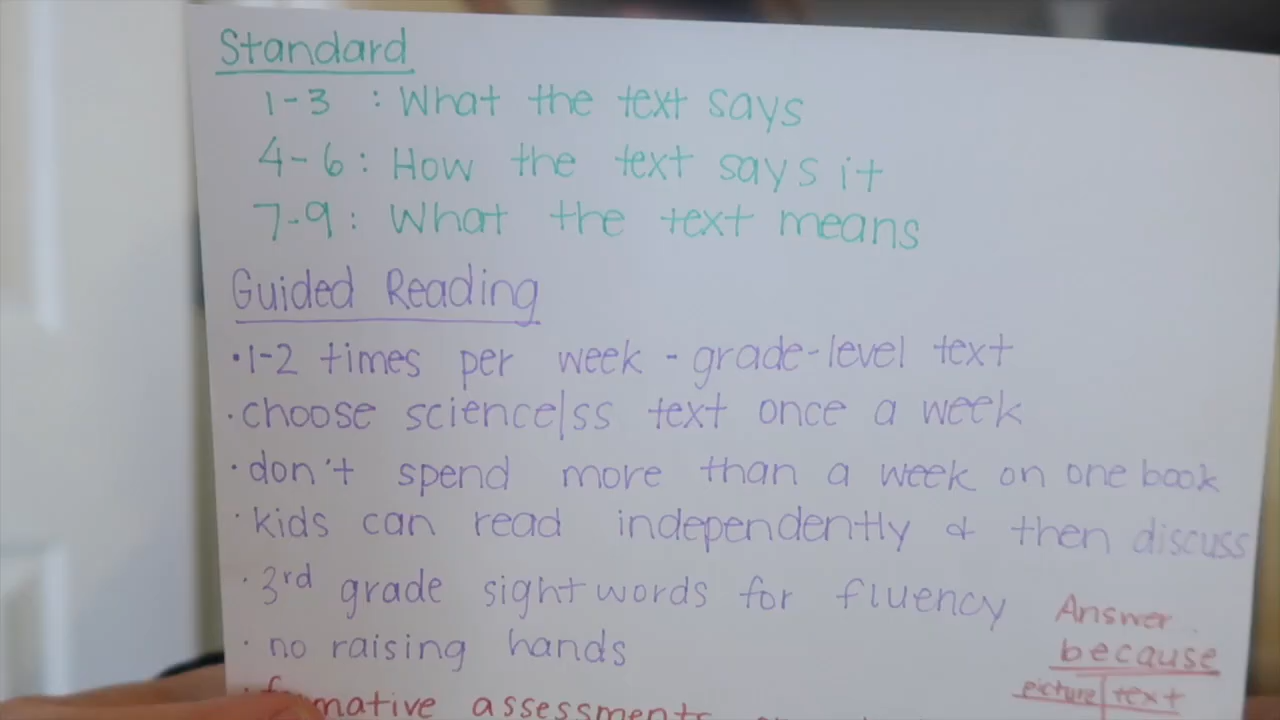 Standard
1-3 : What the text says
4-6: How the text says it
7-9: What the text means
Guided Reading
•1-2 times per week - grade-level text
•choose science/ss text once a week
•don't spend more than a week on one book
•kids can read independently & then discuss
•3rd grade sight words for fluency
•no raising hands
assessments
Answer
because
picture|text